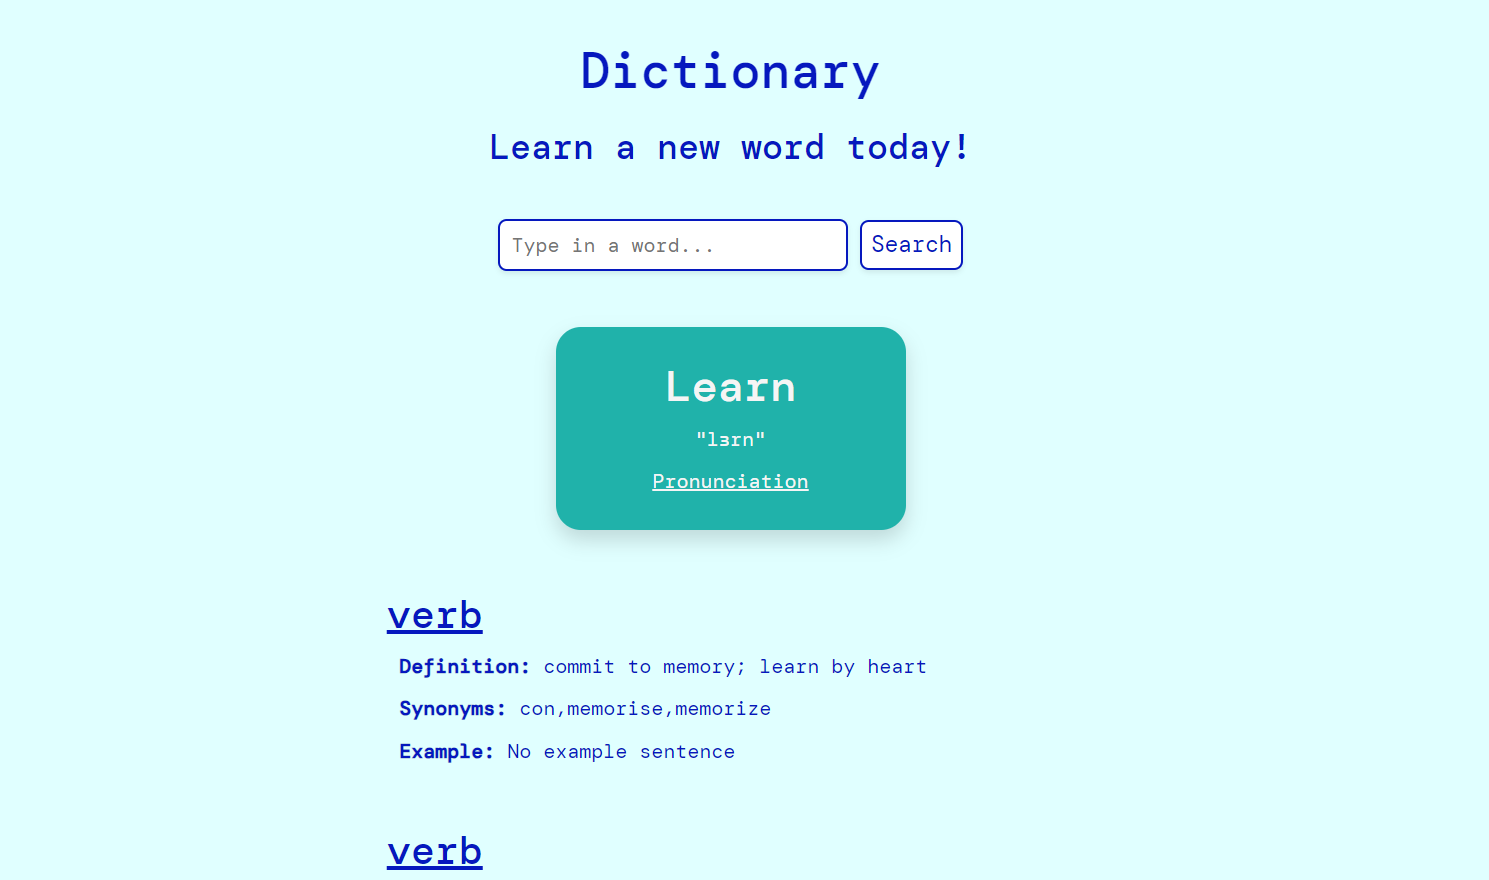 Dictionary
Learn a new word today!
Type in a word...
Search
Learn
"lɜrn"
Pronunciation
verb
Definition: commit to memory; learn by heart
Synonyms: con,memorise,memorize
Example: No example sentence
verb